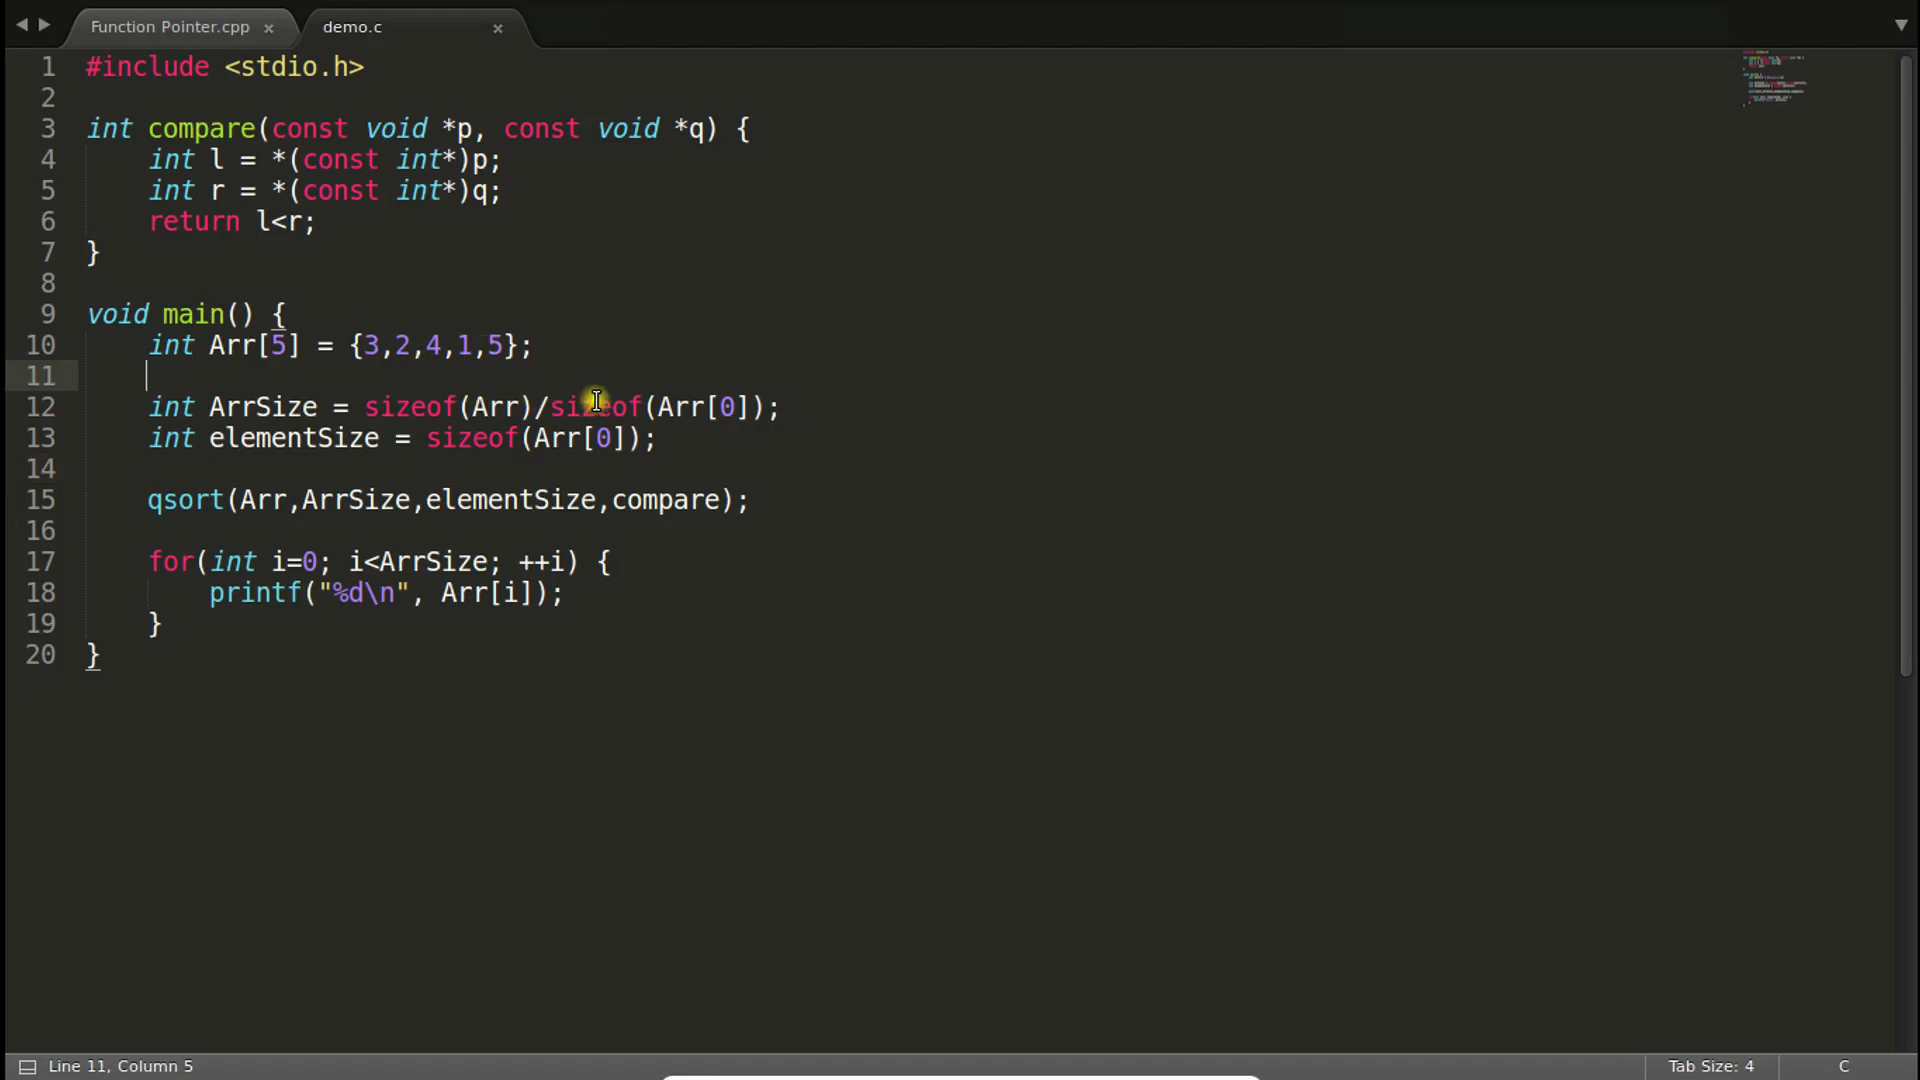 Function Pointer.cpp × demo.c ×
1 #include <stdio.h>
2
3 int compare(const void *p, const void *q) {
4 int l = *(const int*)p;
5 int r = *(const int*)q;
6 return l<r;
7 }
8
9 void main() {
10 int Arr[5] = {3,2,4,1,5};
11
12 int ArrSize = sizeof(Arr)/sizeof(Arr[0]);
13 int elementSize = sizeof(Arr[0]);
14
15 qsort(Arr,ArrSize,elementSize,compare);
16
17 for(int i=0; i<ArrSize; ++i) {
18 printf("%d\n", Arr[i]);
19 }
20 }
Line 11, Column 5 Tab Size: 4 C